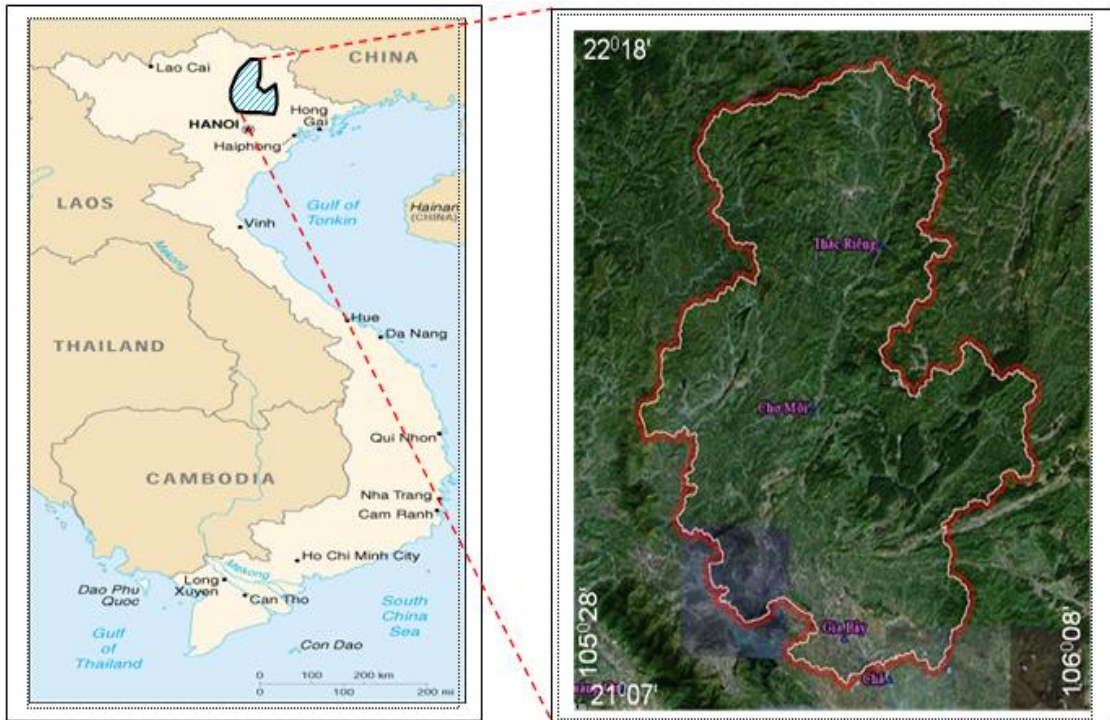 CHINA
Lao Cai
HANOI
Hong
Gai
Haiphong
LAOS
Gulf of
Tonkin
Hainan
(CHINA)
Mekong
Vinh
Hue
Da Nang
THAILAND
Qui Nhon
CAMBODIA
Nha Trang
Cam Ranh
Ho Chi Minh City
Mekong
Long
Xuyen
Can Tho
Dao Phu
Quoc
South
China
Sea
Gulf
of
Thailand
Con Dao
0 100 200 km
0 100 200 mi
22⁰18'
Thác Riềng
Chợ Mới
Gia Bảy
Chã
105⁰28'
21⁰07'
106⁰08'